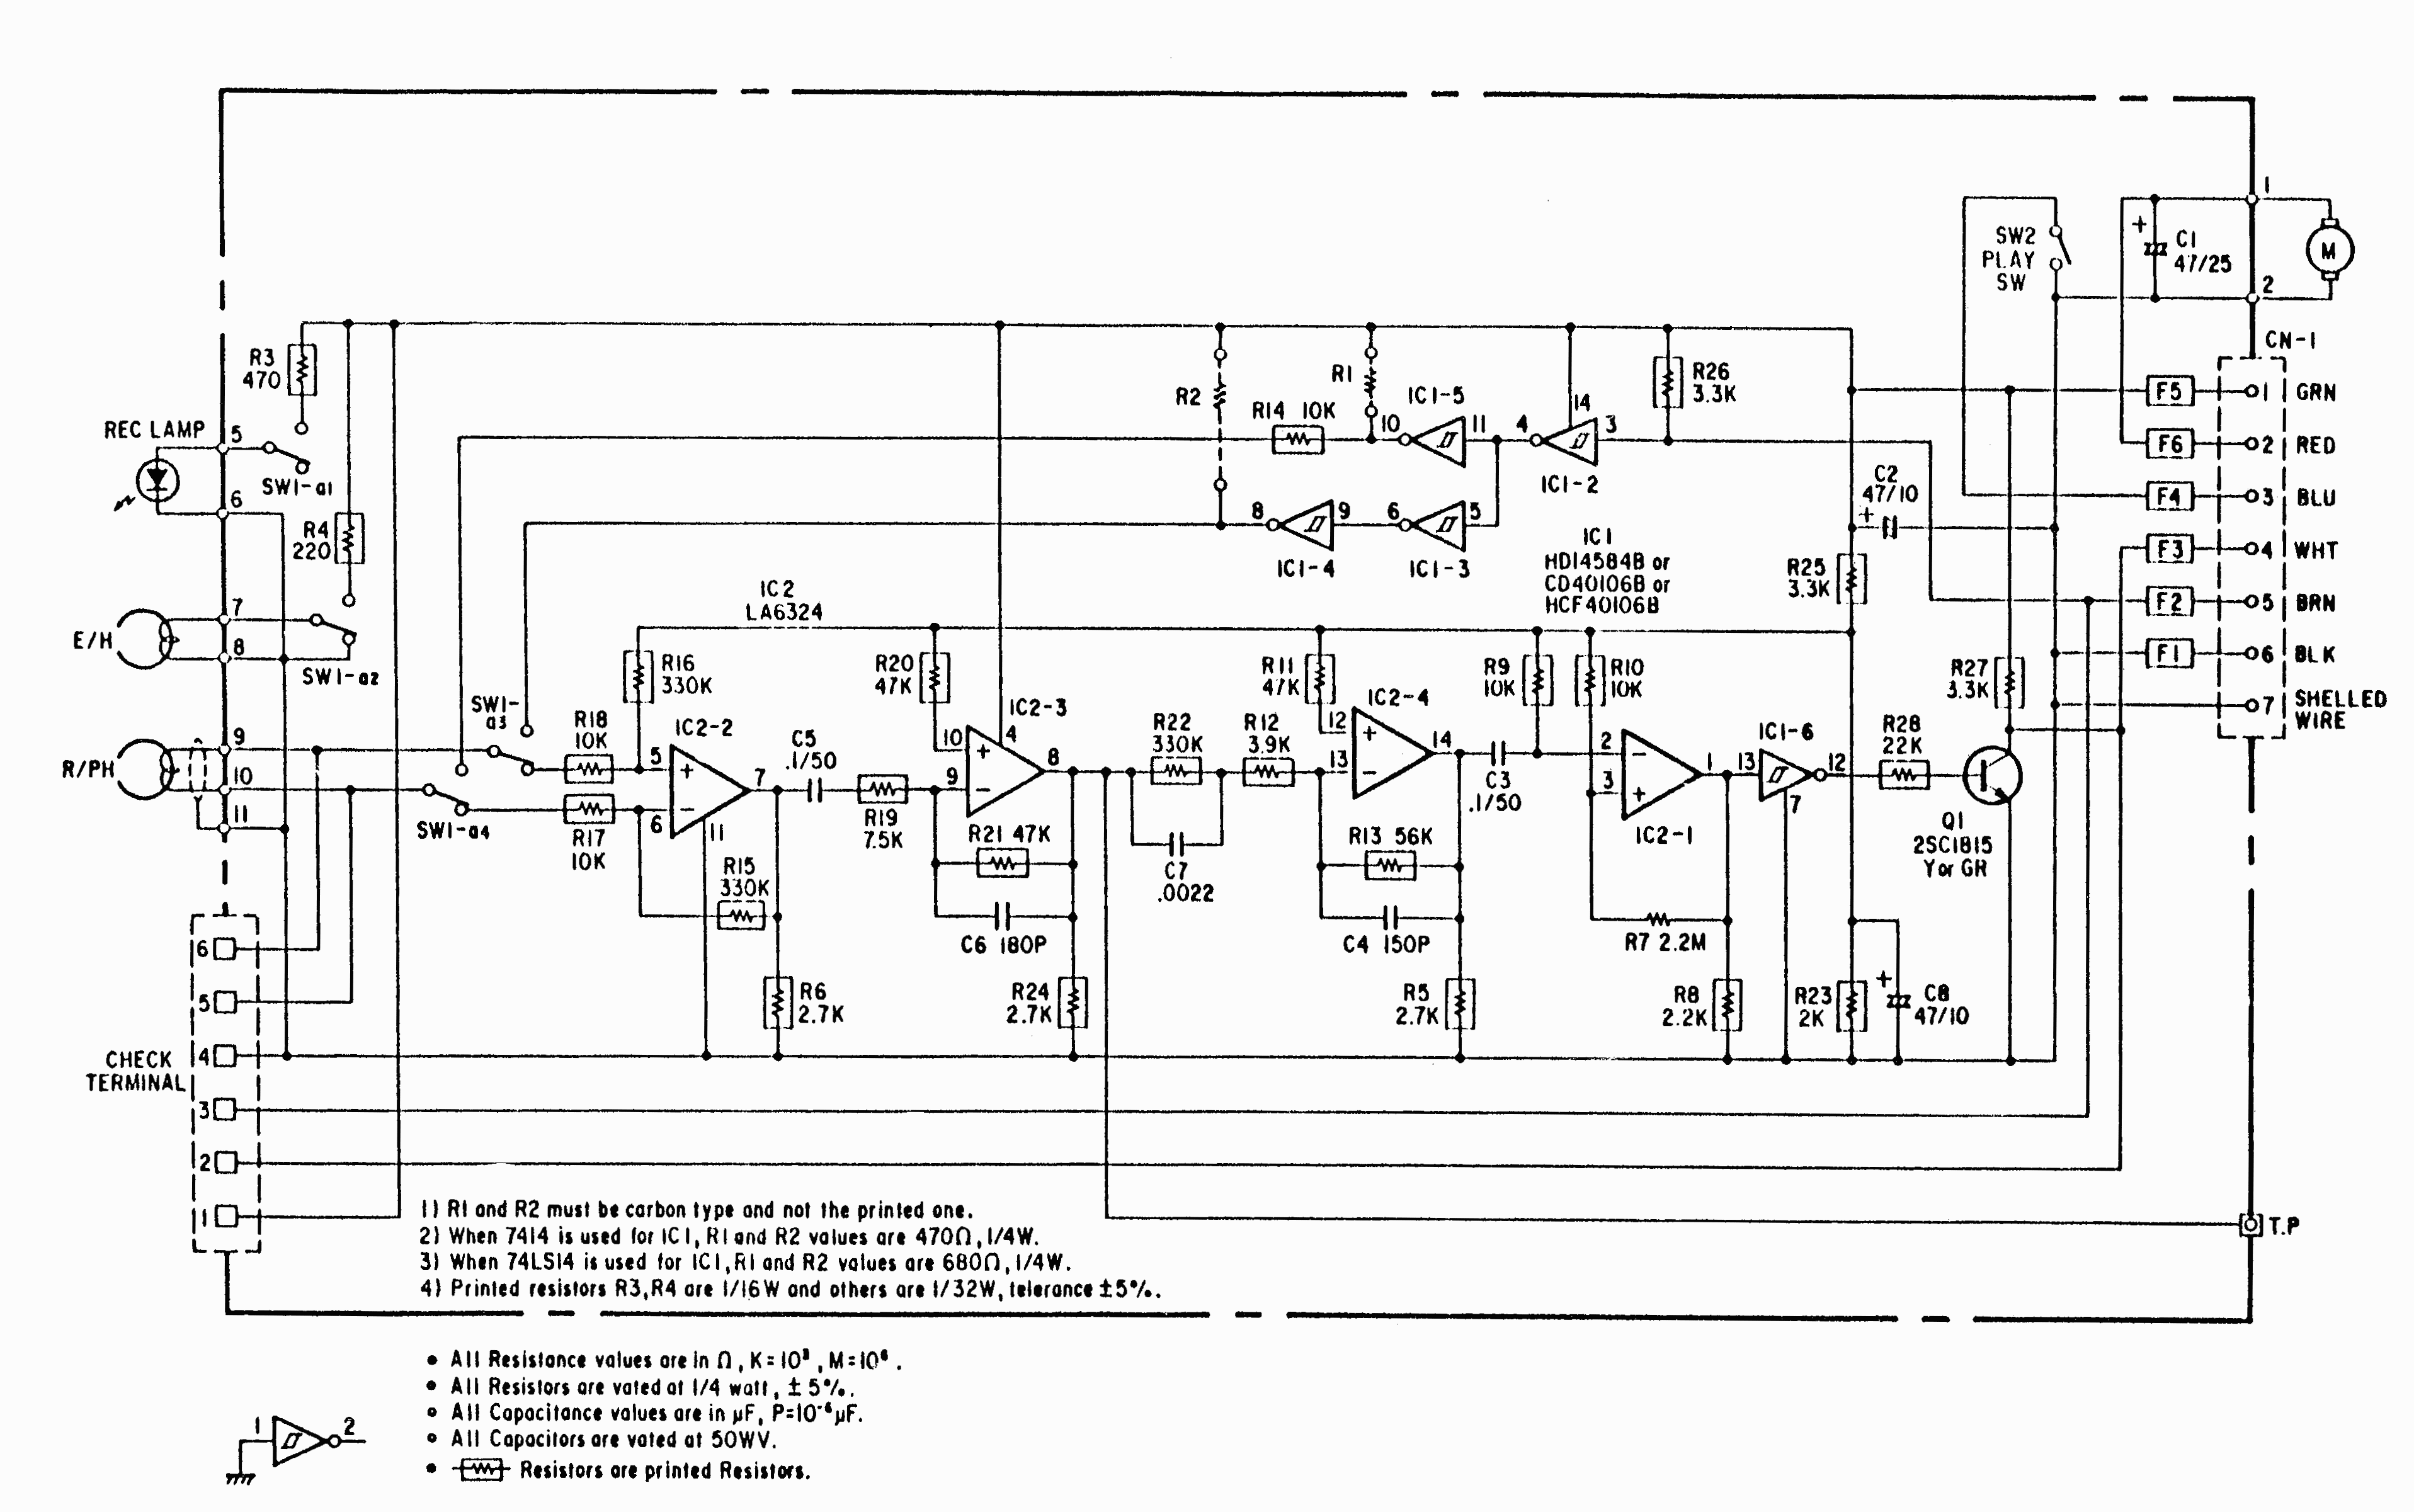 1
SW2
PLAY
SW
+
C1
47/25
M
2
CN-1
R3
470
R2
R1
IC1-5
R14 10K
10
11
4
14
3
R26
3.3K
F5
1
GRN
F6
2
RED
REC LAMP
5
SW1-a1
IC1-2
C2
47/10
+
F4
3
BLU
6
R4
220
8
9
6
5
IC1-4
IC1-3
IC1
HD14584B or
CD40106B or
HCF40106B
R25
3.3K
F3
4
WHT
IC2
LA6324
F2
5
BRN
E/H
7
8
SW1-a2
R16
330K
R20
47K
R11
47K
R9
10K
R10
10K
R27
3.3K
F1
6
BLK
SW1-
a3
R18
10K
IC2-2
IC2-3
IC2-4
7
SHELLED
WIRE
R/PH
9
10
11
SW1-a4
5
+
6
−
7
11
R17
10K
C5
.1/50
R19
7.5K
10
+
9
−
4
8
R22
330K
R12
3.9K
12
+
13
−
14
C3
.1/50
2
−
3
+
1
IC2-1
IC1-6
13
12
7
R28
22K
Q1
2SC1815
Y or GR
R21 47K
C7
.0022
R13 56K
R15
330K
C6 180P
C4 150P
R7 2.2M
R6
2.7K
R24
2.7K
R5
2.7K
R8
2.2K
R23
2K
+
C8
47/10
CHECK
TERMINAL
6
5
4
3
2
1
T.P
1) R1 and R2 must be carbon type and not the printed one.
2) When 7414 is used for IC1, R1 and R2 values are 470Ω, 1/4W.
3) When 74LS14 is used for IC1, R1 and R2 values are 680Ω, 1/4W.
4) Printed resistors R3, R4 are 1/16W and others are 1/32W, telerance ±5%.
• All Resistance values are in Ω, K=10³, M=10⁶.
• All Resistors are vated at 1/4 watt, ±5%.
• All Capacitance values are in µF, P=10⁻⁶µF.
• All Capacitors are vated at 50WV.
• Resistors are printed Resistors.
1
2